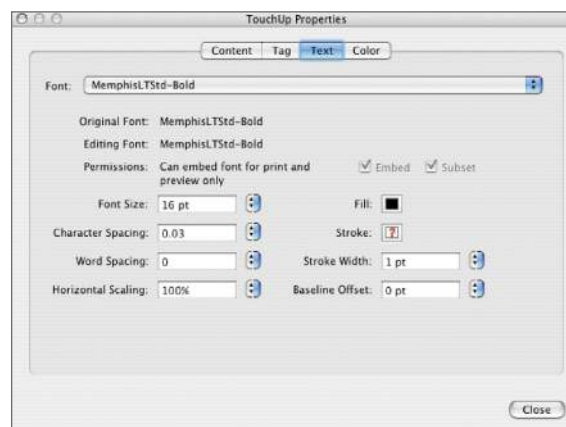 TouchUp Properties
Content Tag Text Color
Font: MemphisLTStd-Bold
Original Font: MemphisLTStd-Bold
Editing Font: MemphisLTStd-Bold
Permissions: Can embed font for print and preview only
Embed Subset
Font Size: 16 pt Fill:
Character Spacing: 0.03 Stroke: ?
Word Spacing: 0 Stroke Width: 1 pt
Horizontal Scaling: 100% Baseline Offset: 0 pt
Close